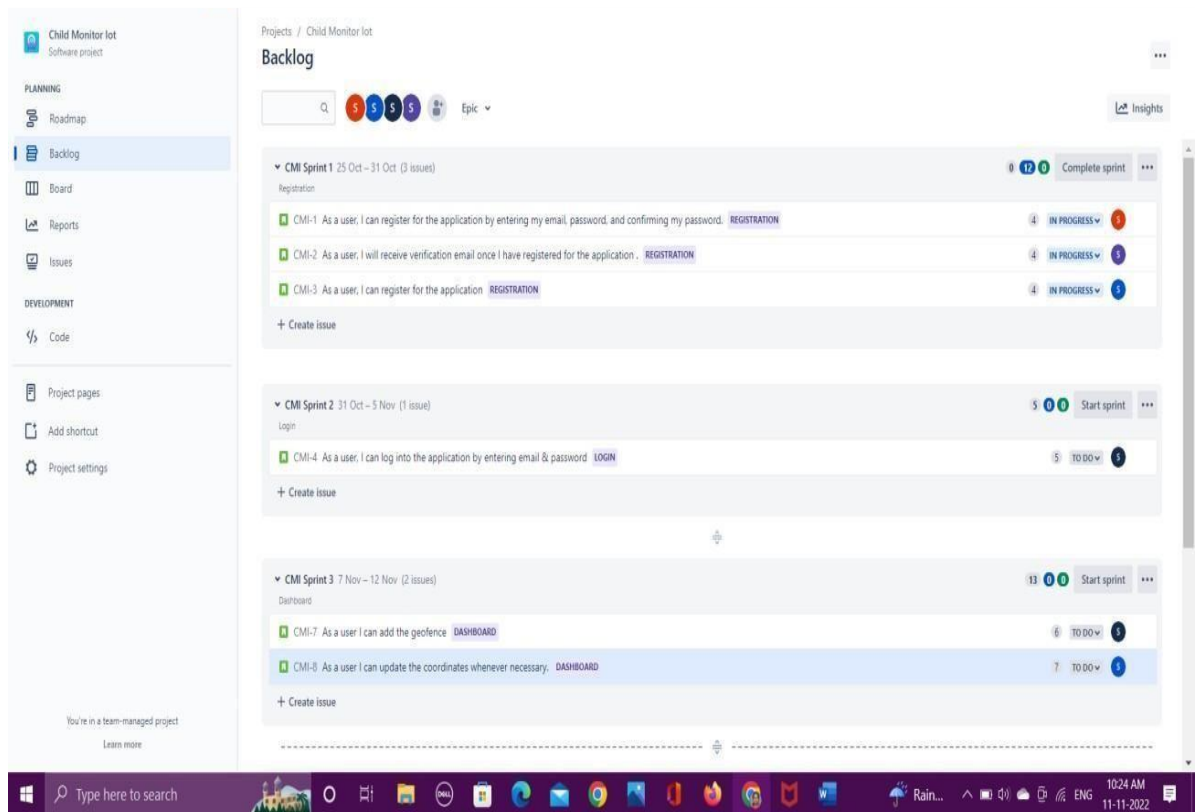 Child Monitor Iot
Software project
PLANNING
Roadmap
Backlog
Board
Reports
Issues
DEVELOPMENT
Code
Project pages
Add shortcut
Project settings
You're in a team-managed project
Learn more
Projects / Child Monitor Iot
Backlog
S S S S Epic
Insights
CMI Sprint 1 25 Oct – 31 Oct (3 issues) 0 12 0 Complete sprint
Registration
CMI-1 As a user, I can register for the application by entering my email, password, and confirming my password. REGISTRATION 4 IN PROGRESS S
CMI-2 As a user, I will receive verification email once I have registered for the application . REGISTRATION 4 IN PROGRESS S
CMI-3 As a user, I can register for the application REGISTRATION 4 IN PROGRESS S
+ Create issue
CMI Sprint 2 31 Oct – 5 Nov (1 issue) 5 0 0 Start sprint
Login
CMI-4 As a user, I can log into the application by entering email & password LOGIN 5 TO DO S
+ Create issue
CMI Sprint 3 7 Nov – 12 Nov (2 issues) 13 0 0 Start sprint
Dashboard
CMI-7 As a user I can add the geofence DASHBOARD 6 TO DO S
CMI-8 As a user I can update the coordinates whenever necessary. DASHBOARD 7 TO DO S
+ Create issue
Type here to search DELL Rain... ENG 10:24 AM
11-11-2022